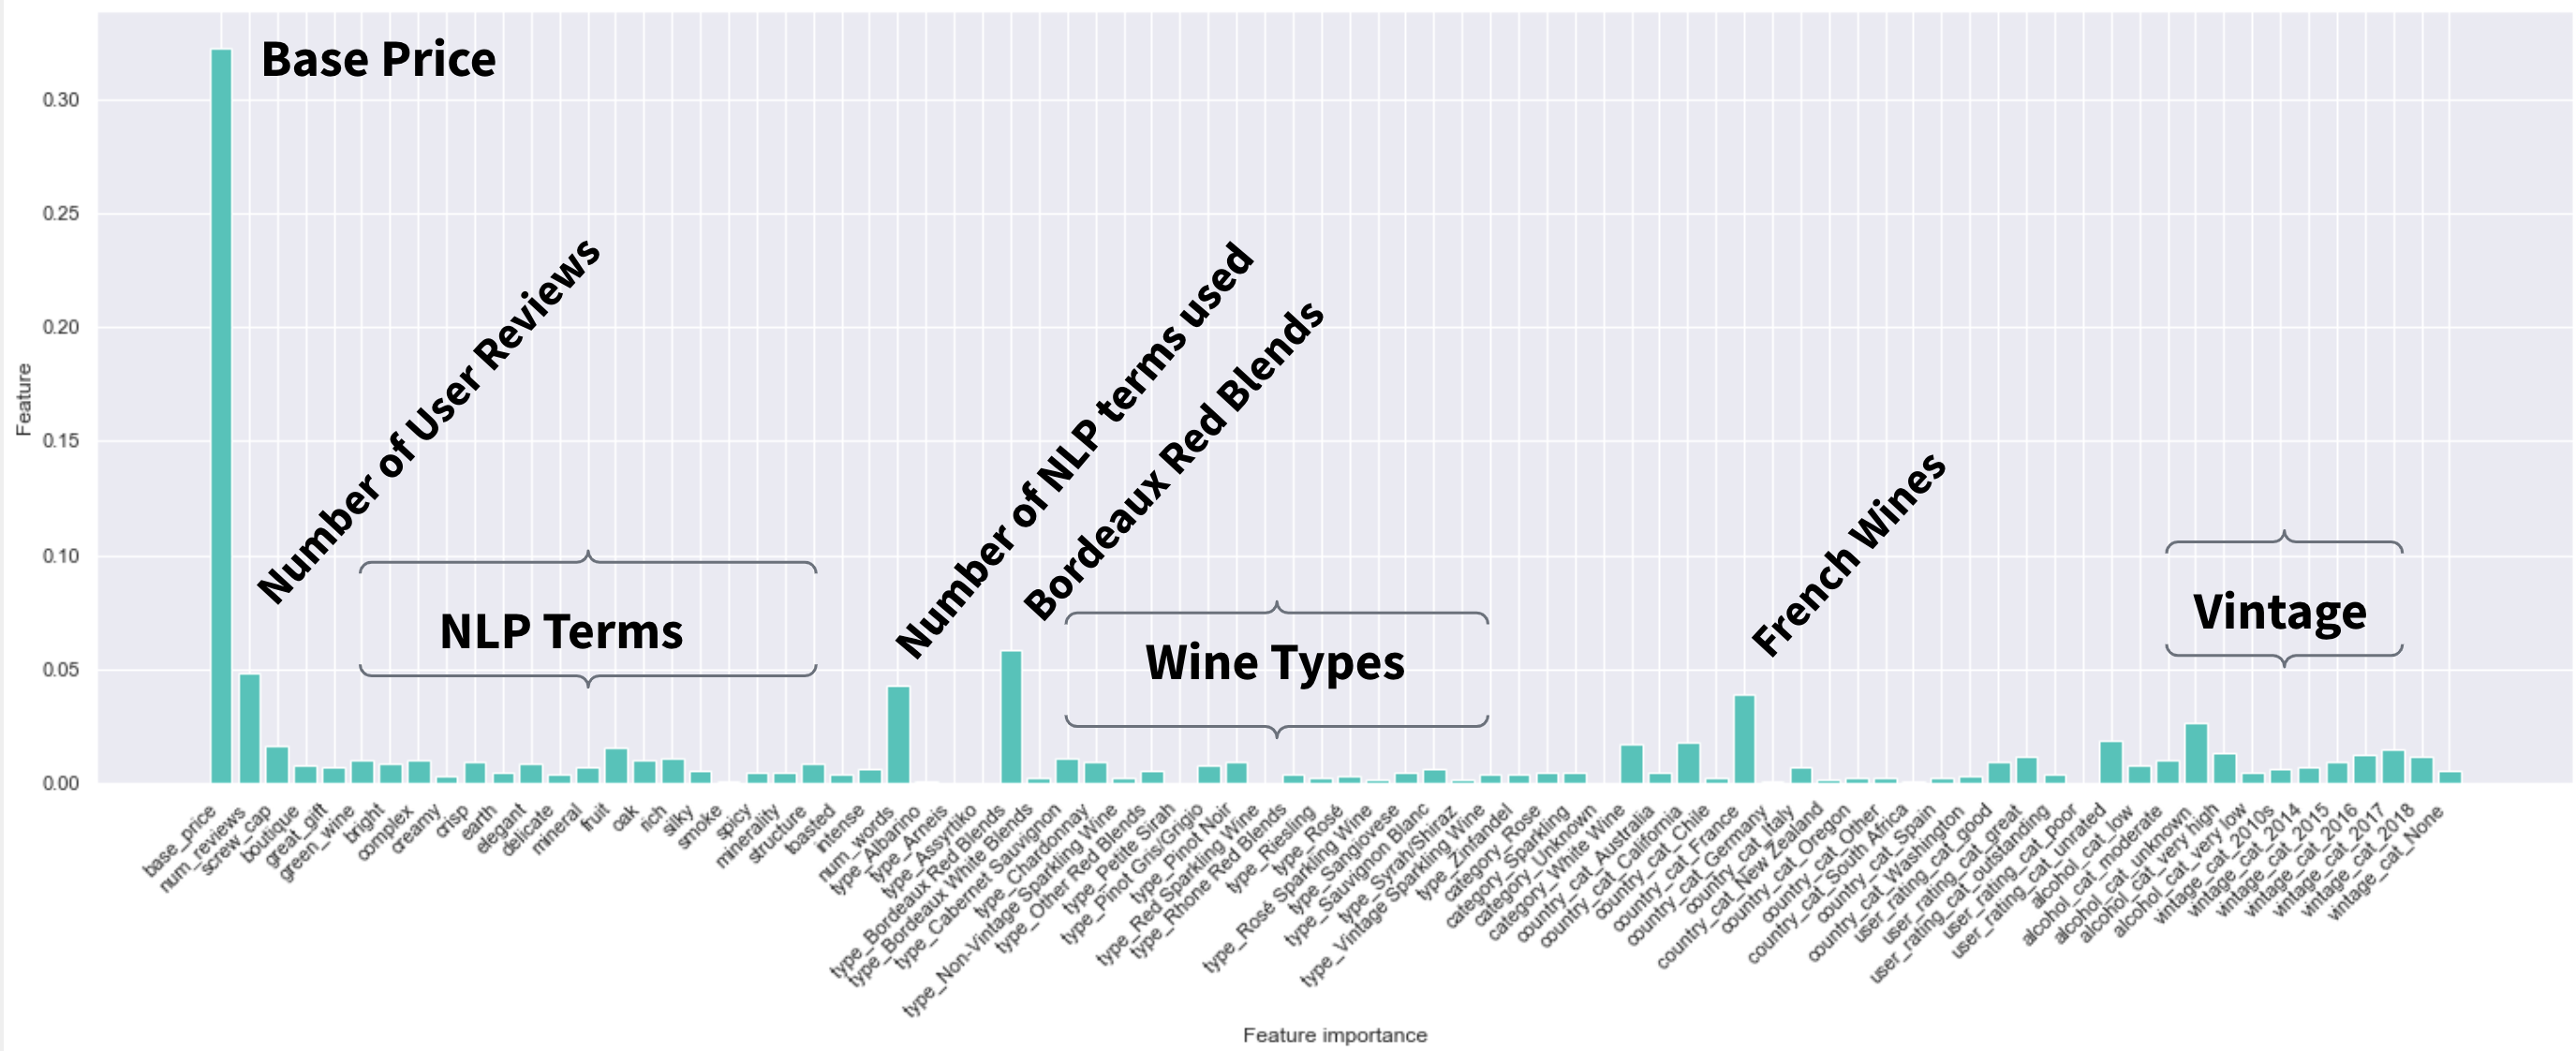 Base Price
0.30
0.25
0.20
0.15
0.10
0.05
0.00
Feature
Number of User Reviews
NLP Terms
Number of NLP terms used
Bordeaux Red Blends
Wine Types
French Wines
Vintage
base_price
num_reviews
screw_cap
boutique
great_gift
green_wine
bright
complex
creamy
crisp
earth
elegant
delicate
mineral
fruit
oak
rich
silky
smoke
spicy
minerality
structure
toasted
intense
num_words
type_Albarino
type_Arneis
type_Assyrtiko
type_Bordeaux Red Blends
type_Bordeaux White Blends
type_Cabernet Sauvignon
type_Chardonnay
type_Non-Vintage Sparkling Wine
type_Other Red Blends
type_Petite Sirah
type_Pinot Gris/Grigio
type_Pinot Noir
type_Red Sparkling Wine
type_Rhone Red Blends
type_Riesling
type_Rosé
type_Rosé Sparkling Wine
type_Sangiovese
type_Sauvignon Blanc
type_Syrah/Shiraz
type_Vintage Sparkling Wine
type_Zinfandel
category_Rose
category_Sparkling
category_Unknown
category_White Wine
country_cat_Australia
country_cat_California
country_cat_Chile
country_cat_France
country_cat_Germany
country_cat_Italy
country_cat_New Zealand
country_cat_Oregon
country_cat_Other
country_cat_South Africa
country_cat_Spain
country_cat_Washington
user_rating_cat_good
user_rating_cat_great
user_rating_cat_outstanding
user_rating_cat_poor
user_rating_cat_unrated
alcohol_cat_low
alcohol_cat_moderate
alcohol_cat_unknown
alcohol_cat_very high
alcohol_cat_very low
vintage_cat_2010s
vintage_cat_2014
vintage_cat_2015
vintage_cat_2016
vintage_cat_2017
vintage_cat_2018
vintage_cat_None
Feature importance